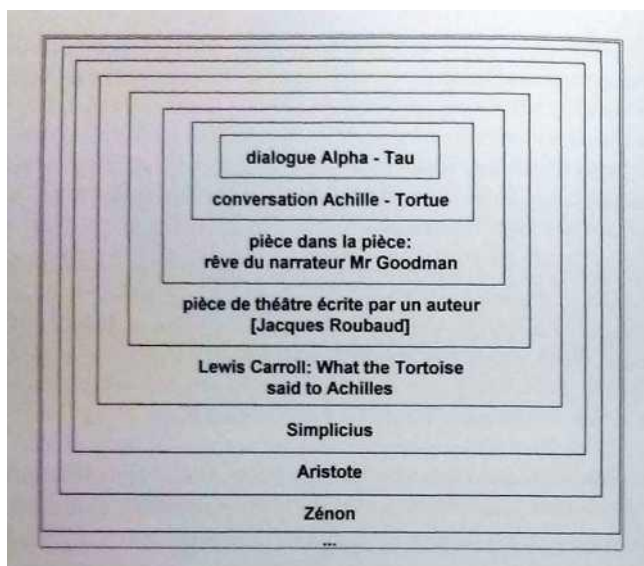 dialogue Alpha - Tau
conversation Achille - Tortue
pièce dans la pièce:
rêve du narrateur Mr Goodman
pièce de théâtre écrite par un auteur
[Jacques Roubaud]
Lewis Carroll: What the Tortoise
said to Achilles
Simplicius
Aristote
Zénon
...